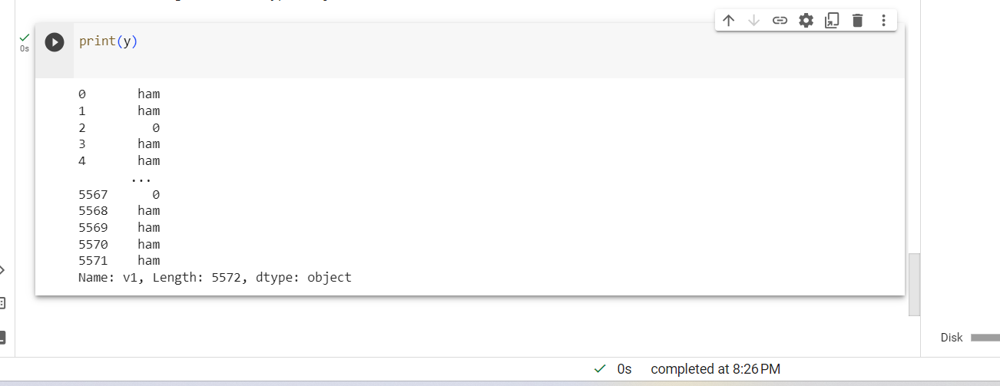 print(y)
0s
0 ham
1 ham
2 0
3 ham
4 ham
...
5567 0
5568 ham
5569 ham
5570 ham
5571 ham
Name: v1, Length: 5572, dtype: object
Disk
0s completed at 8:26 PM